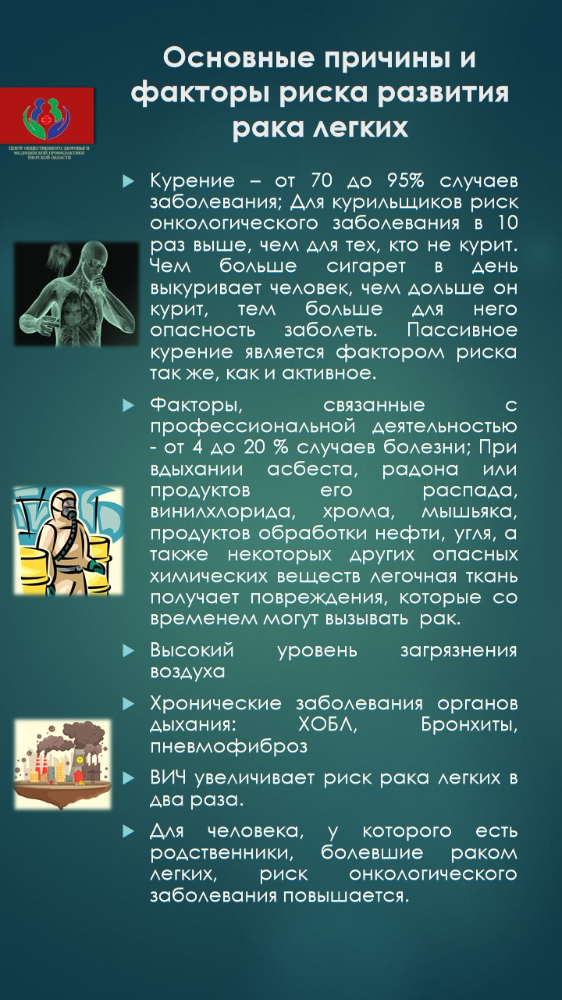 Основные причины и
факторы риска развития
рака легких
ЦЕНТР ОБЩЕСТВЕННОГО ЗДОРОВЬЯ И
МЕДИЦИНСКОЙ ПРОФИЛАКТИКИ
ТВЕРСКОЙ ОБЛАСТИ
Курение – от 70 до 95% случаев
заболевания; Для курильщиков риск
онкологического заболевания в 10
раз выше, чем для тех, кто не курит.
Чем больше сигарет в день
выкуривает человек, чем дольше он
курит, тем больше для него
опасность заболеть. Пассивное
курение является фактором риска
так же, как и активное.
Факторы, связанные с
профессиональной деятельностью
- от 4 до 20 % случаев болезни; При
вдыхании асбеста, радона или
продуктов его распада,
винилхлорида, хрома, мышьяка,
продуктов обработки нефти, угля, а
также некоторых других опасных
химических веществ легочная ткань
получает повреждения, которые со
временем могут вызывать рак.
Высокий уровень загрязнения
воздуха
Хронические заболевания органов
дыхания: ХОБЛ, Бронхиты,
пневмофиброз
ВИЧ увеличивает риск рака легких в
два раза.
Для человека, у которого есть
родственники, болевшие раком
легких, риск онкологического
заболевания повышается.